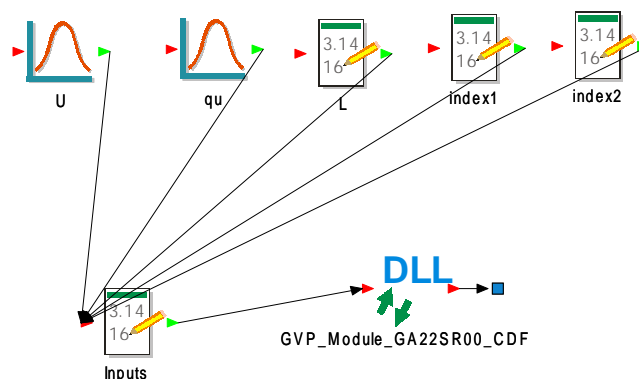 3.14
16
3.14
16
3.14
16
U
qu
L
index1
index2
DLL
3.14
16
GVP_Module_GA22SR00_CDF
Inputs